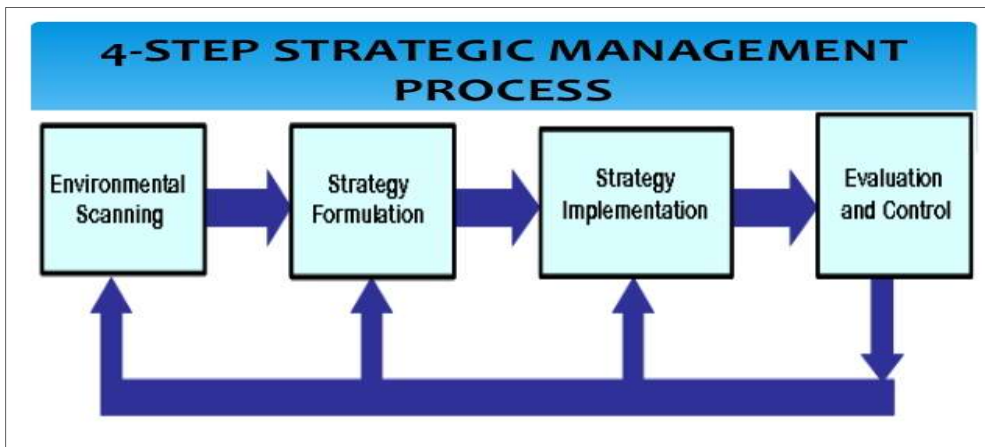 4-STEP STRATEGIC MANAGEMENT
PROCESS
Environmental
Scanning
Strategy
Formulation
Strategy
Implementation
Evaluation
and Control